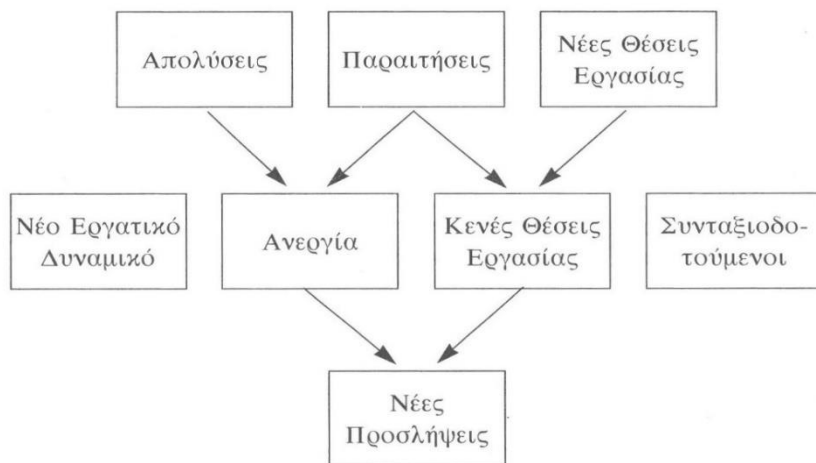 Απολύσεις
Παραιτήσεις
Νέες Θέσεις
Εργασίας
Νέο Εργατικό
Δυναμικό
Ανεργία
Κενές Θέσεις
Εργασίας
Συνταξιοδο-
τούμενοι
Νέες
Προσλήψεις